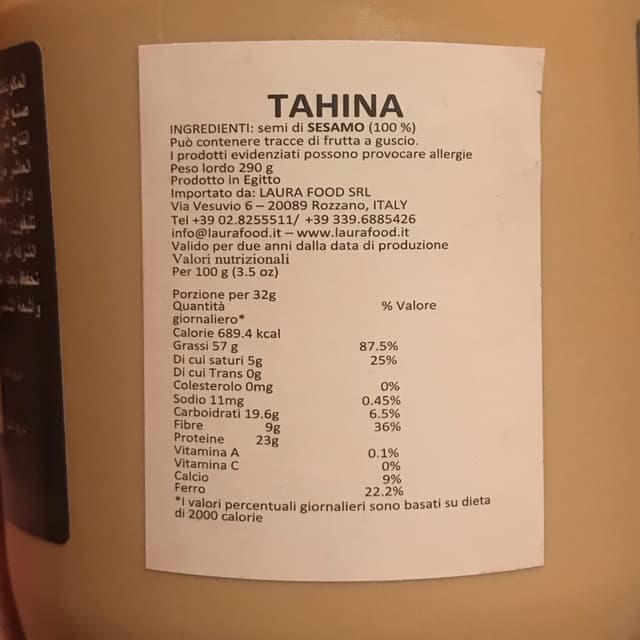 TAHINA
INGREDIENTI: semi di SESAMO (100 %)
Può contenere tracce di frutta a guscio.
I prodotti evidenziati possono provocare allergie
Peso lordo 290 g
Prodotto in Egitto
Importato da: LAURA FOOD SRL
Via Vesuvio 6 – 20089 Rozzano, ITALY
Tel +39 02.8255511/ +39 339.6885426
info@laurafood.it – www.laurafood.it
Valido per due anni dalla data di produzione
Valori nutrizionali
Per 100 g (3.5 oz)
Porzione per 32g
Quantità % Valore
giornaliero*
Calorie 689.4 kcal
Grassi 57 g 87.5%
Di cui saturi 5g 25%
Di cui Trans 0g
Colesterolo 0mg 0%
Sodio 11mg 0.45%
Carboidrati 19.6g 6.5%
Fibre 9g 36%
Proteine 23g
Vitamina A 0.1%
Vitamina C 0%
Calcio 9%
Ferro 22.2%
*I valori percentuali giornalieri sono basati su dieta
di 2000 calorie